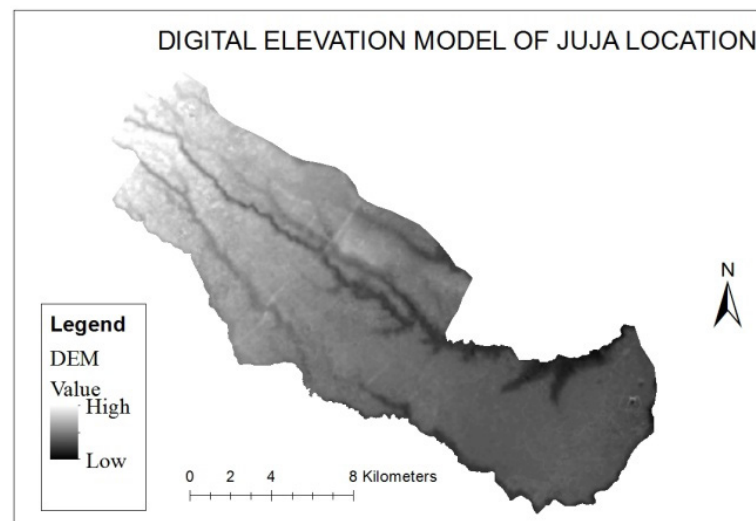 DIGITAL ELEVATION MODEL OF JUJA LOCATION
N
Legend
DEM
Value
High
Low
0 2 4 8 Kilometers